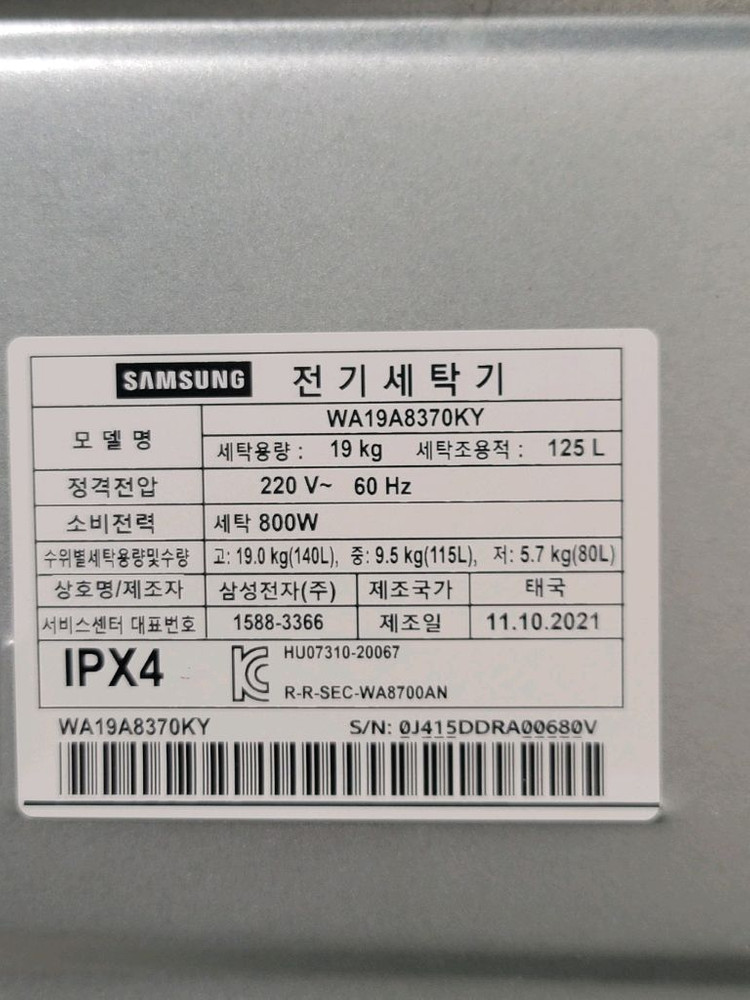 SAMSUNG 전기세탁기
모델명 WA19A8370KY
세탁용량 : 19 kg 세탁조용적 : 125 L
정격전압 220 V~ 60 Hz
소비전력 세탁 800W
수위별세탁용량및수량 고: 19.0 kg(140L), 중: 9.5 kg(115L), 저: 5.7 kg(80L)
상호명/제조자 삼성전자(주) 제조국가 태국
서비스센터 대표번호 1588-3366 제조일 11.10.2021
IPX4 HU07310-20067
R-R-SEC-WA8700AN
WA19A8370KY S/N: 0J415DDRA00680V